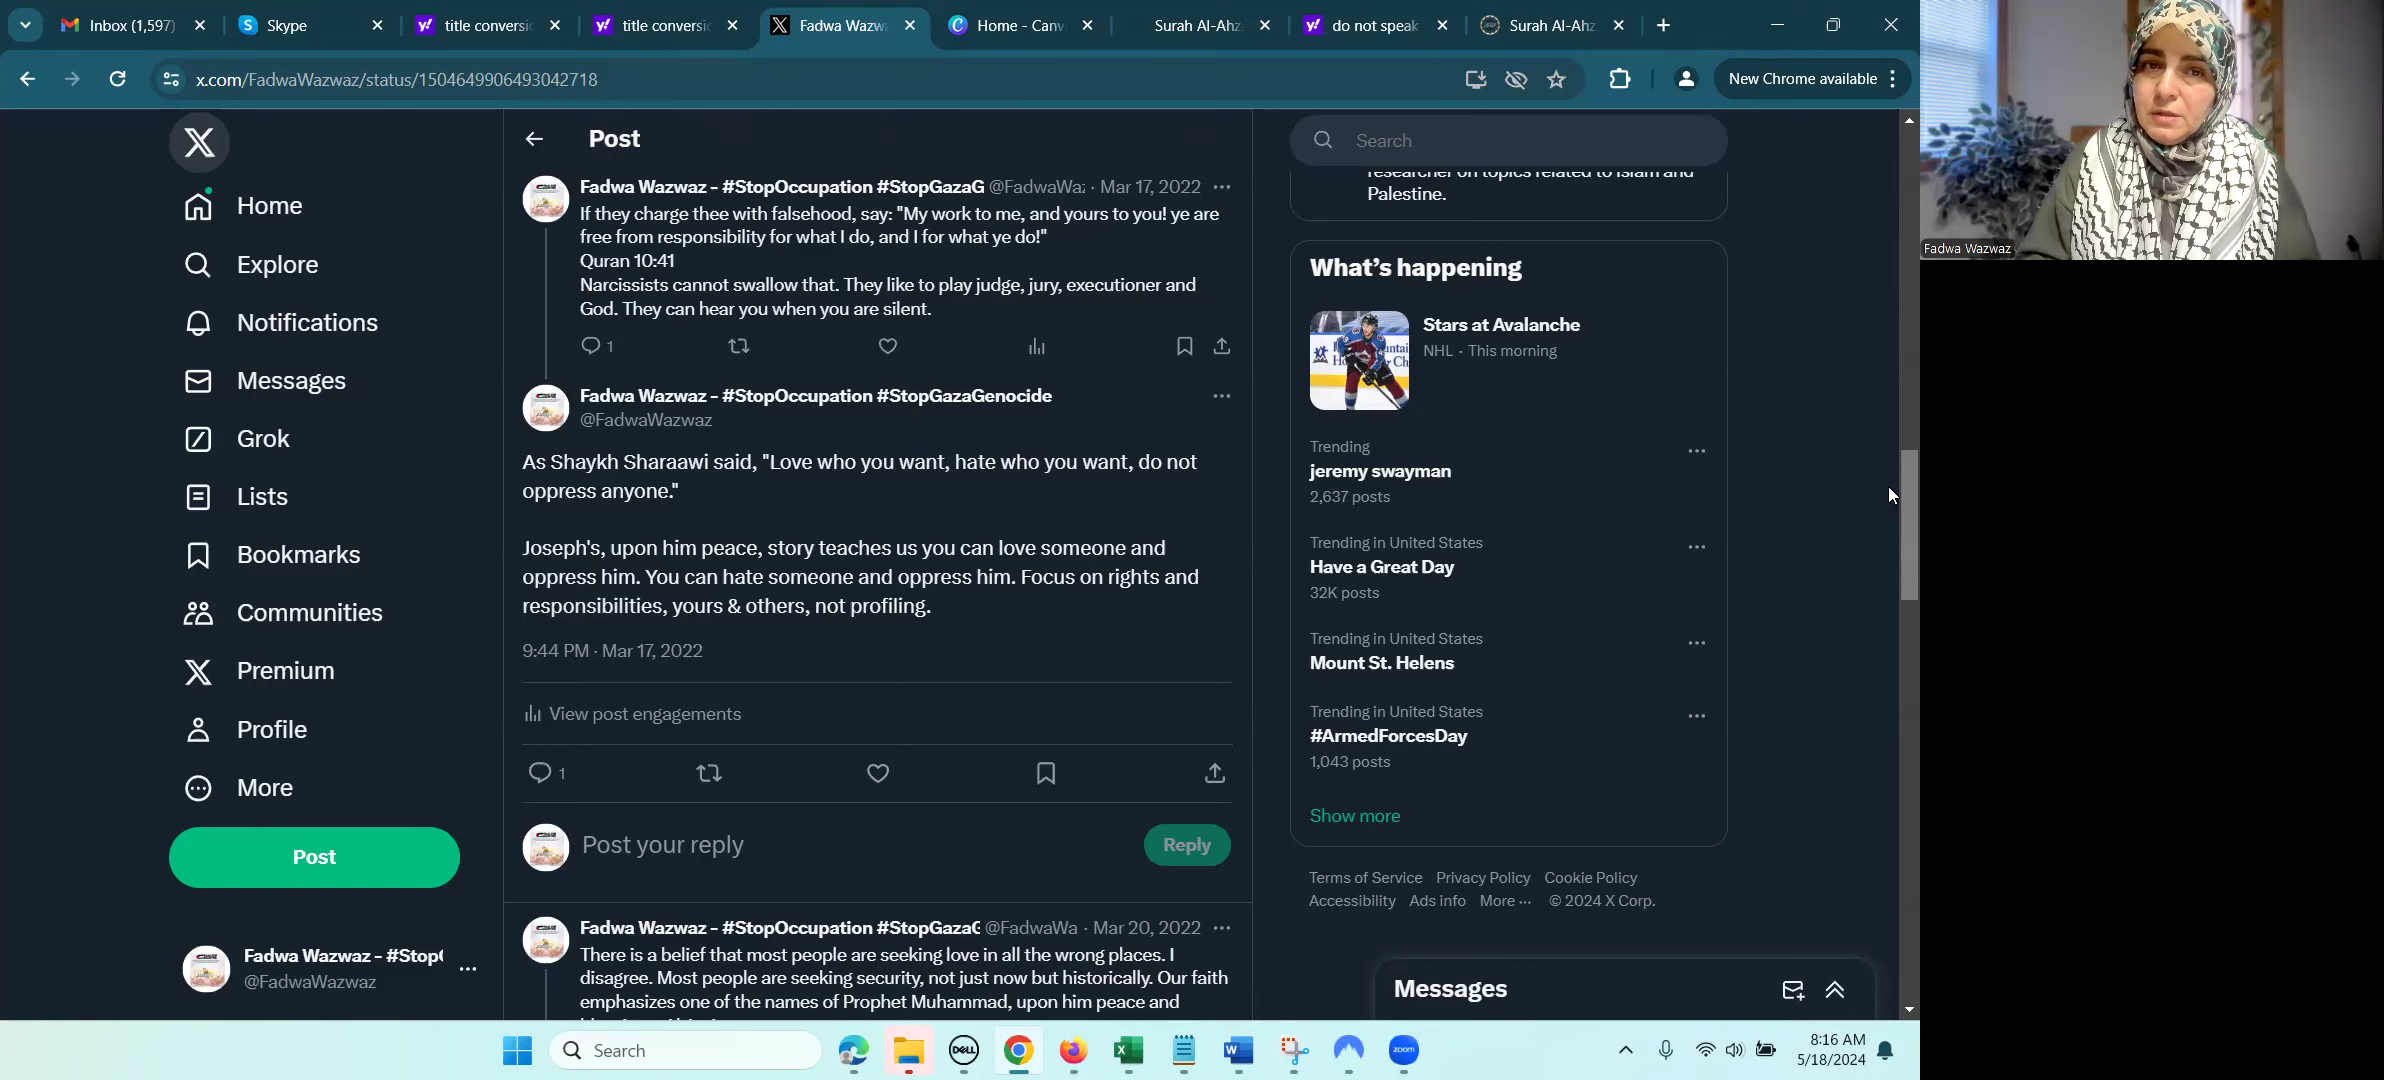 Inbox (1,597)
Skype
title conversi
title conversi
Fadwa Wazw
Home - Canv
Surah Al-Ahz
do not speak
Surah Al-Ahz
x.com/FadwaWazwaz/status/1504649906493042718
New Chrome available
Home
Explore
Notifications
Messages
Grok
Lists
Bookmarks
Communities
Premium
Profile
More
Post
Fadwa Wazwaz - #Stop
@FadwaWazwaz
Post
Fadwa Wazwaz - #StopOccupation #StopGazaG @FadwaWa · Mar 17, 2022
If they charge thee with falsehood, say: "My work to me, and yours to you! ye are
free from responsibility for what I do, and I for what ye do!"
Quran 10:41
Narcissists cannot swallow that. They like to play judge, jury, executioner and
God. They can hear you when you are silent.
1
Fadwa Wazwaz - #StopOccupation #StopGazaGenocide
@FadwaWazwaz
As Shaykh Sharaawi said, "Love who you want, hate who you want, do not
oppress anyone."
Joseph's, upon him peace, story teaches us you can love someone and
oppress him. You can hate someone and oppress him. Focus on rights and
responsibilities, yours & others, not profiling.
9:44 PM · Mar 17, 2022
View post engagements
1
Post your reply
Reply
Fadwa Wazwaz - #StopOccupation #StopGazaG @FadwaWa · Mar 20, 2022
There is a belief that most people are seeking love in all the wrong places. I
disagree. Most people are seeking security, not just now but historically. Our faith
emphasizes one of the names of Prophet Muhammad, upon him peace and
Search
researcher on topics related to Islam and
Palestine.
What's happening
Stars at Avalanche
NHL · This morning
Trending
jeremy swayman
2,637 posts
Trending in United States
Have a Great Day
32K posts
Trending in United States
Mount St. Helens
Trending in United States
#ArmedForcesDay
1,043 posts
Show more
Terms of Service Privacy Policy Cookie Policy
Accessibility Ads info More ··· © 2024 X Corp.
Messages
Fadwa Wazwaz
Search
DELL
zoom
8:16 AM
5/18/2024